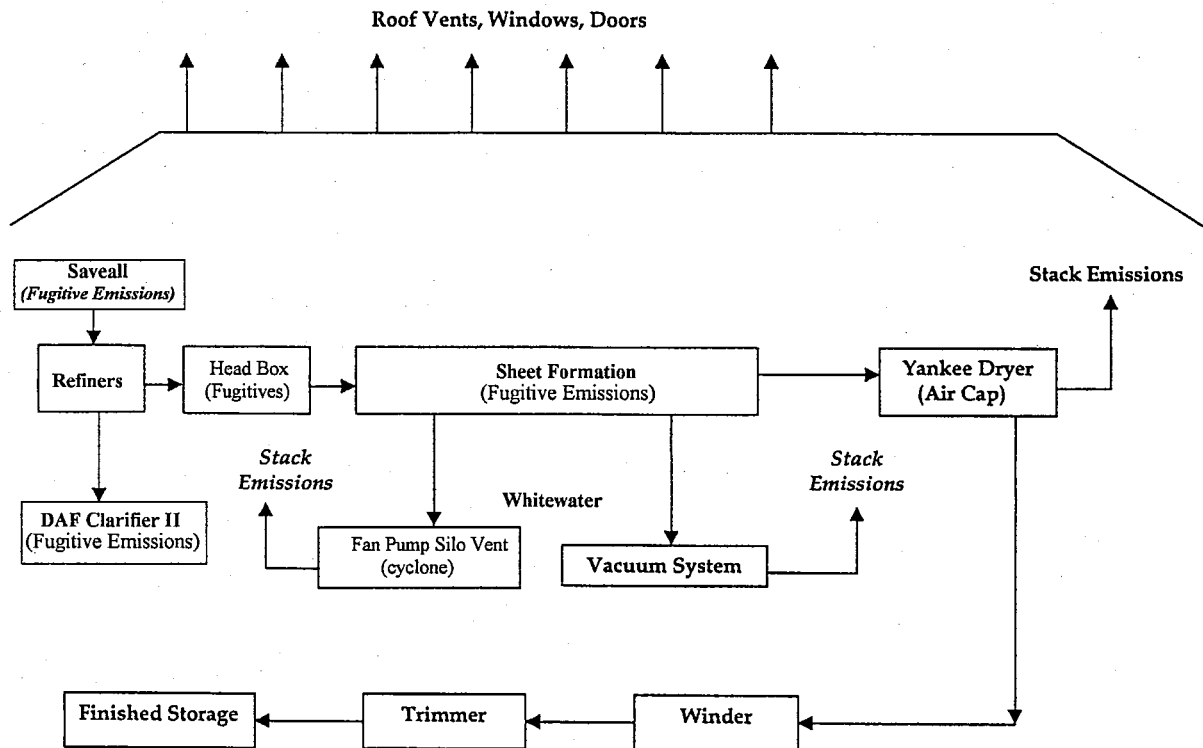 Roof Vents, Windows, Doors
Saveall
(Fugitive Emissions)
Stack Emissions
Refiners
Head Box
(Fugitives)
Sheet Formation
(Fugitive Emissions)
Yankee Dryer
(Air Cap)
Stack
Emissions
Stack
Emissions
Whitewater
DAF Clarifier II
(Fugitive Emissions)
Fan Pump Silo Vent
(cyclone)
Vacuum System
Finished Storage
Trimmer
Winder